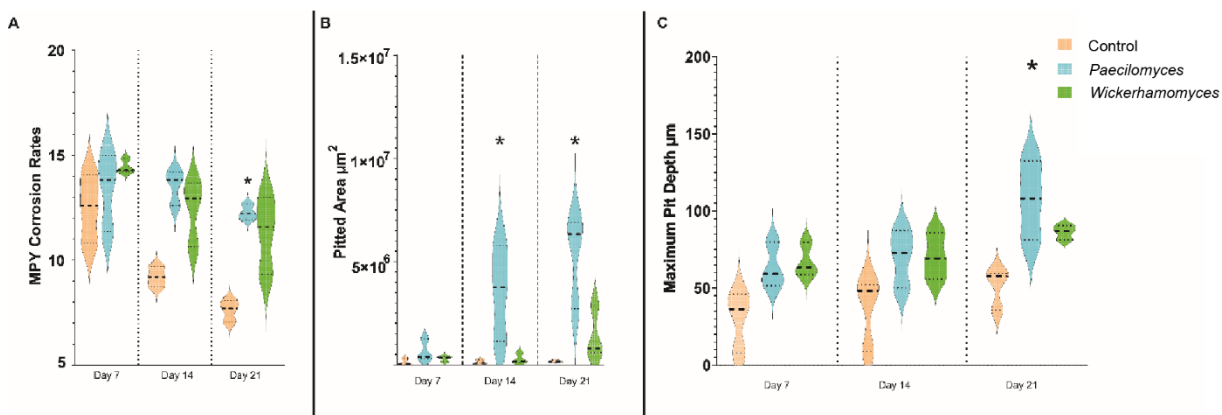 A
MPY Corrosion Rates
20
15
10
5
*
Day 7
Day 14
Day 21
B
Pitted Area µm²
1.5×10⁷
1×10⁷
5×10⁶
*
*
Day 7
Day 14
Day 21
C
Maximum Pit Depth µm
200
150
100
50
0
*
Day 7
Day 14
Day 21
Control
Paecilomyces
Wickerhamomyces